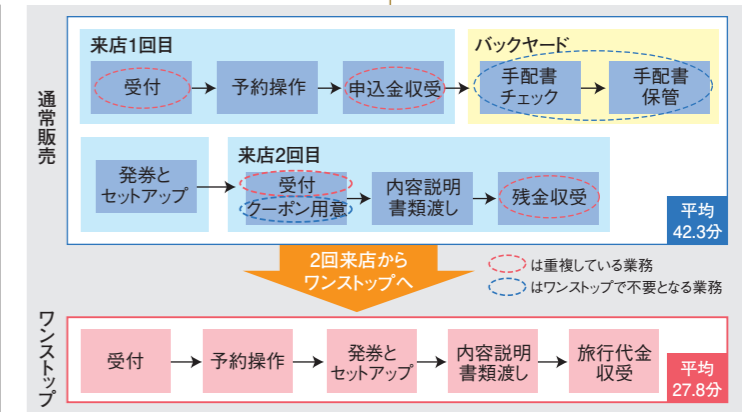 通常販売
来店1回目
受付
予約操作
申込金収受
バックヤード
手配書
チェック
手配書
保管
発券と
セットアップ
来店2回目
受付
クーポン用意
内容説明
書類渡し
残金収受
平均
42.3分
2回来店から
ワンストップへ
は重複している業務
はワンストップで不要となる業務
ワンストップ
受付
予約操作
発券と
セットアップ
内容説明
書類渡し
旅行代金
収受
平均
27.8分